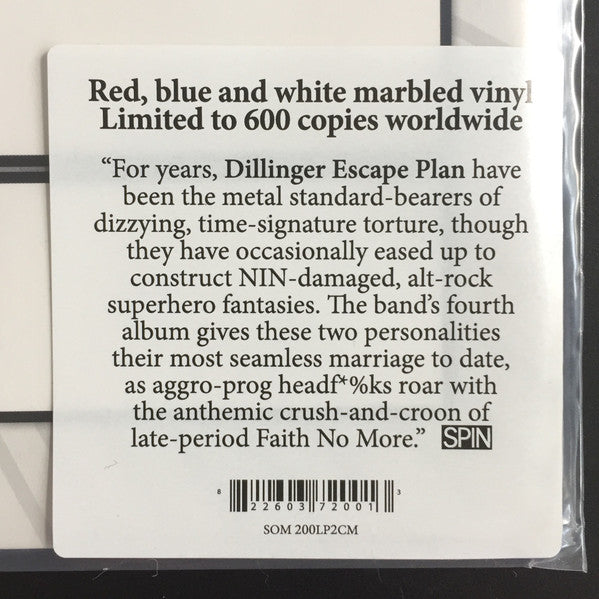 Red, blue and white marbled vinyl
Limited to 600 copies worldwide
“For years, Dillinger Escape Plan have
been the metal standard-bearers of
dizzying, time-signature torture, though
they have occasionally eased up to
construct NIN-damaged, alt-rock
superhero fantasies. The band’s fourth
album gives these two personalities
their most seamless marriage to date,
as aggro-prog headf*%ks roar with
the anthemic crush-and-croon of
late-period Faith No More.” SPIN
8 22603 72001 3
SOM 200LP2CM